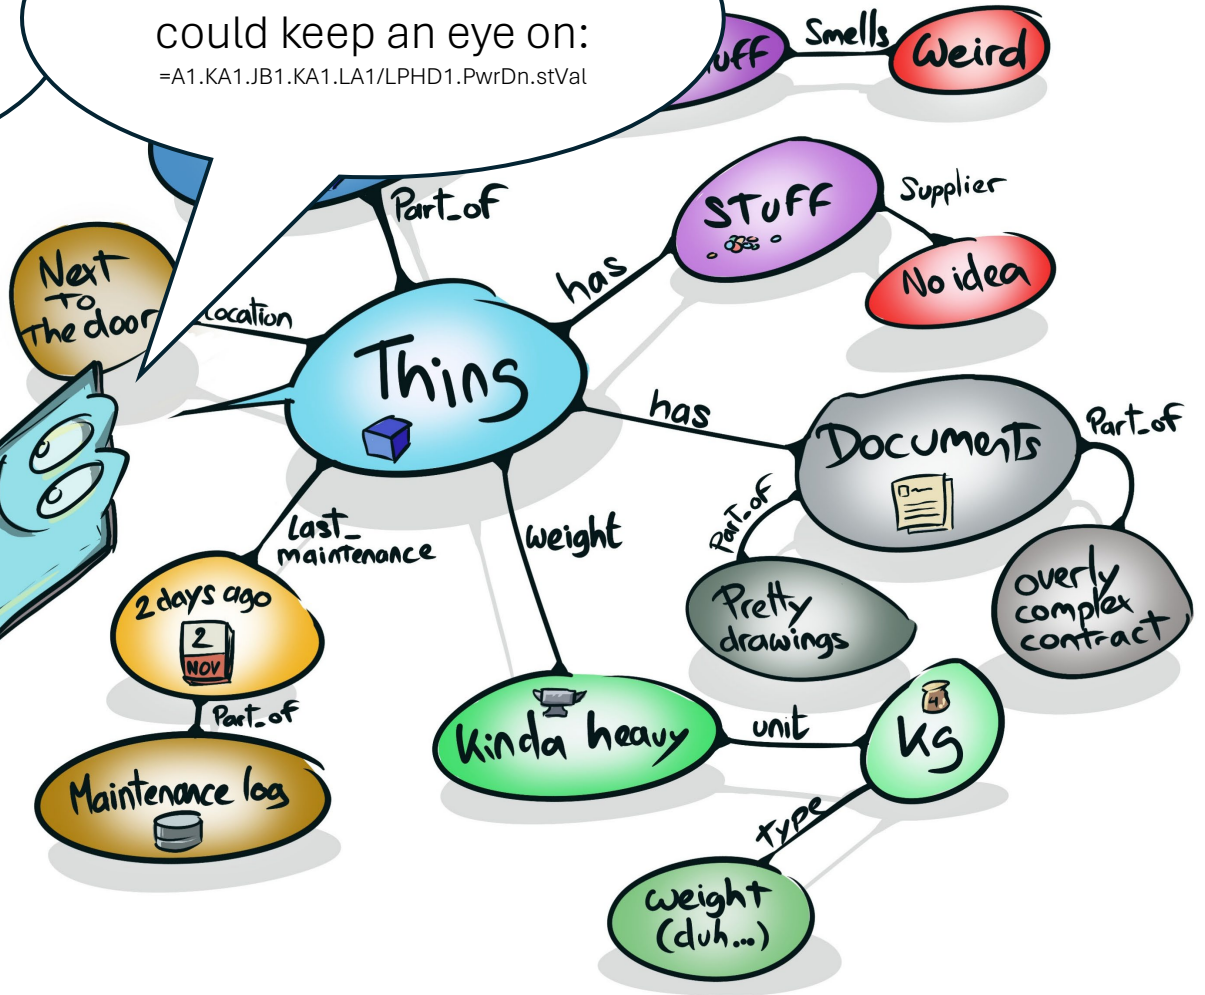 could keep an eye on:
=A1.KA1.JB1.KA1.LA1/LPHD1.PwrDn.stVal
Smells
Weird
Part_of
STUFF
Supplier
No idea
has
Next
To
The door
Location
Thing
has
Documents
Part_of
Part_of
Pretty
drawings
overly
complex
contract
Last_
maintenance
weight
2 days ago
2
NOV
Part_of
Maintenance log
Kinda heavy
unit
kg
type
weight
(duh...)